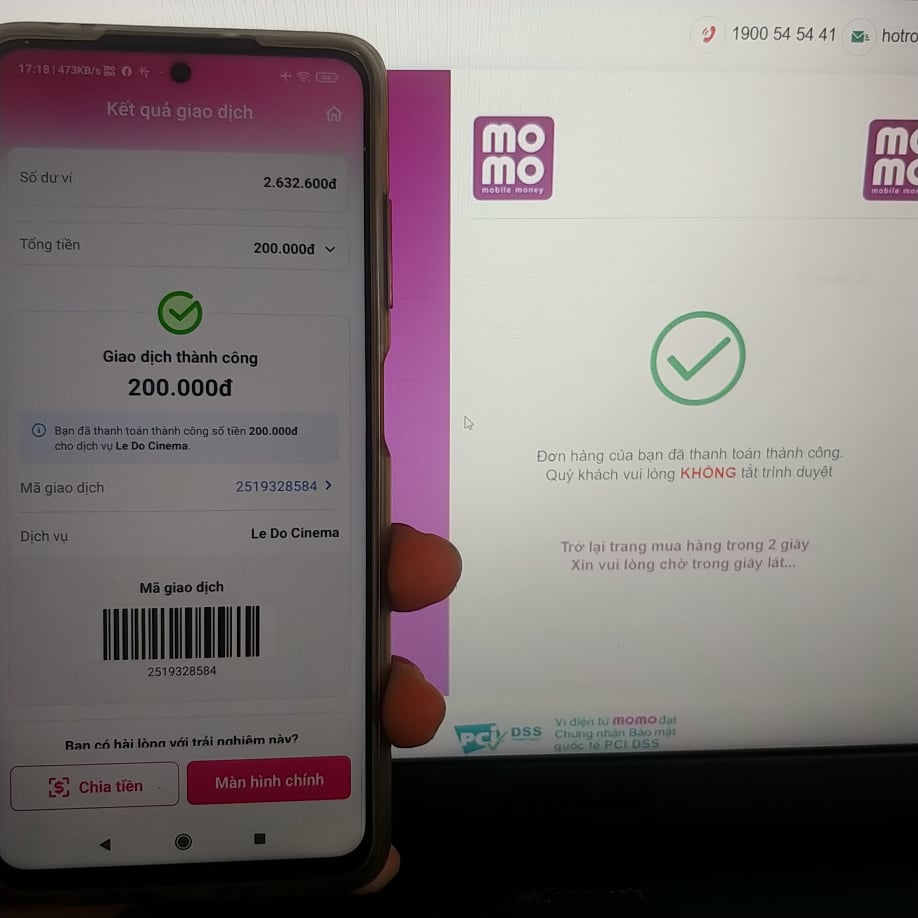 17:18 | 473KB/s
Kết quả giao dịch
Số dư ví
2.632.600đ
Tổng tiền
200.000đ
Giao dịch thành công
200.000đ
Bạn đã thanh toán thành công số tiền 200.000đ
cho dịch vụ Le Do Cinema.
Mã giao dịch
2519328584
Dịch vụ
Le Do Cinema
Mã giao dịch
2519328584
Bạn có hài lòng với trải nghiệm này?
Chia tiền
Màn hình chính
1900 54 54 41
hotro
mo
mo
mobile money
mo
mo
mobile mon
Đơn hàng của bạn đã thanh toán thành công.
Quý khách vui lòng KHÔNG tắt trình duyệt
Trở lại trang mua hàng trong 2 giây
Xin vui lòng chờ trong giây lát...
PCI DSS
Ví điện tử momo đạt
Chứng nhận Bảo mật
quốc tế PCI DSS